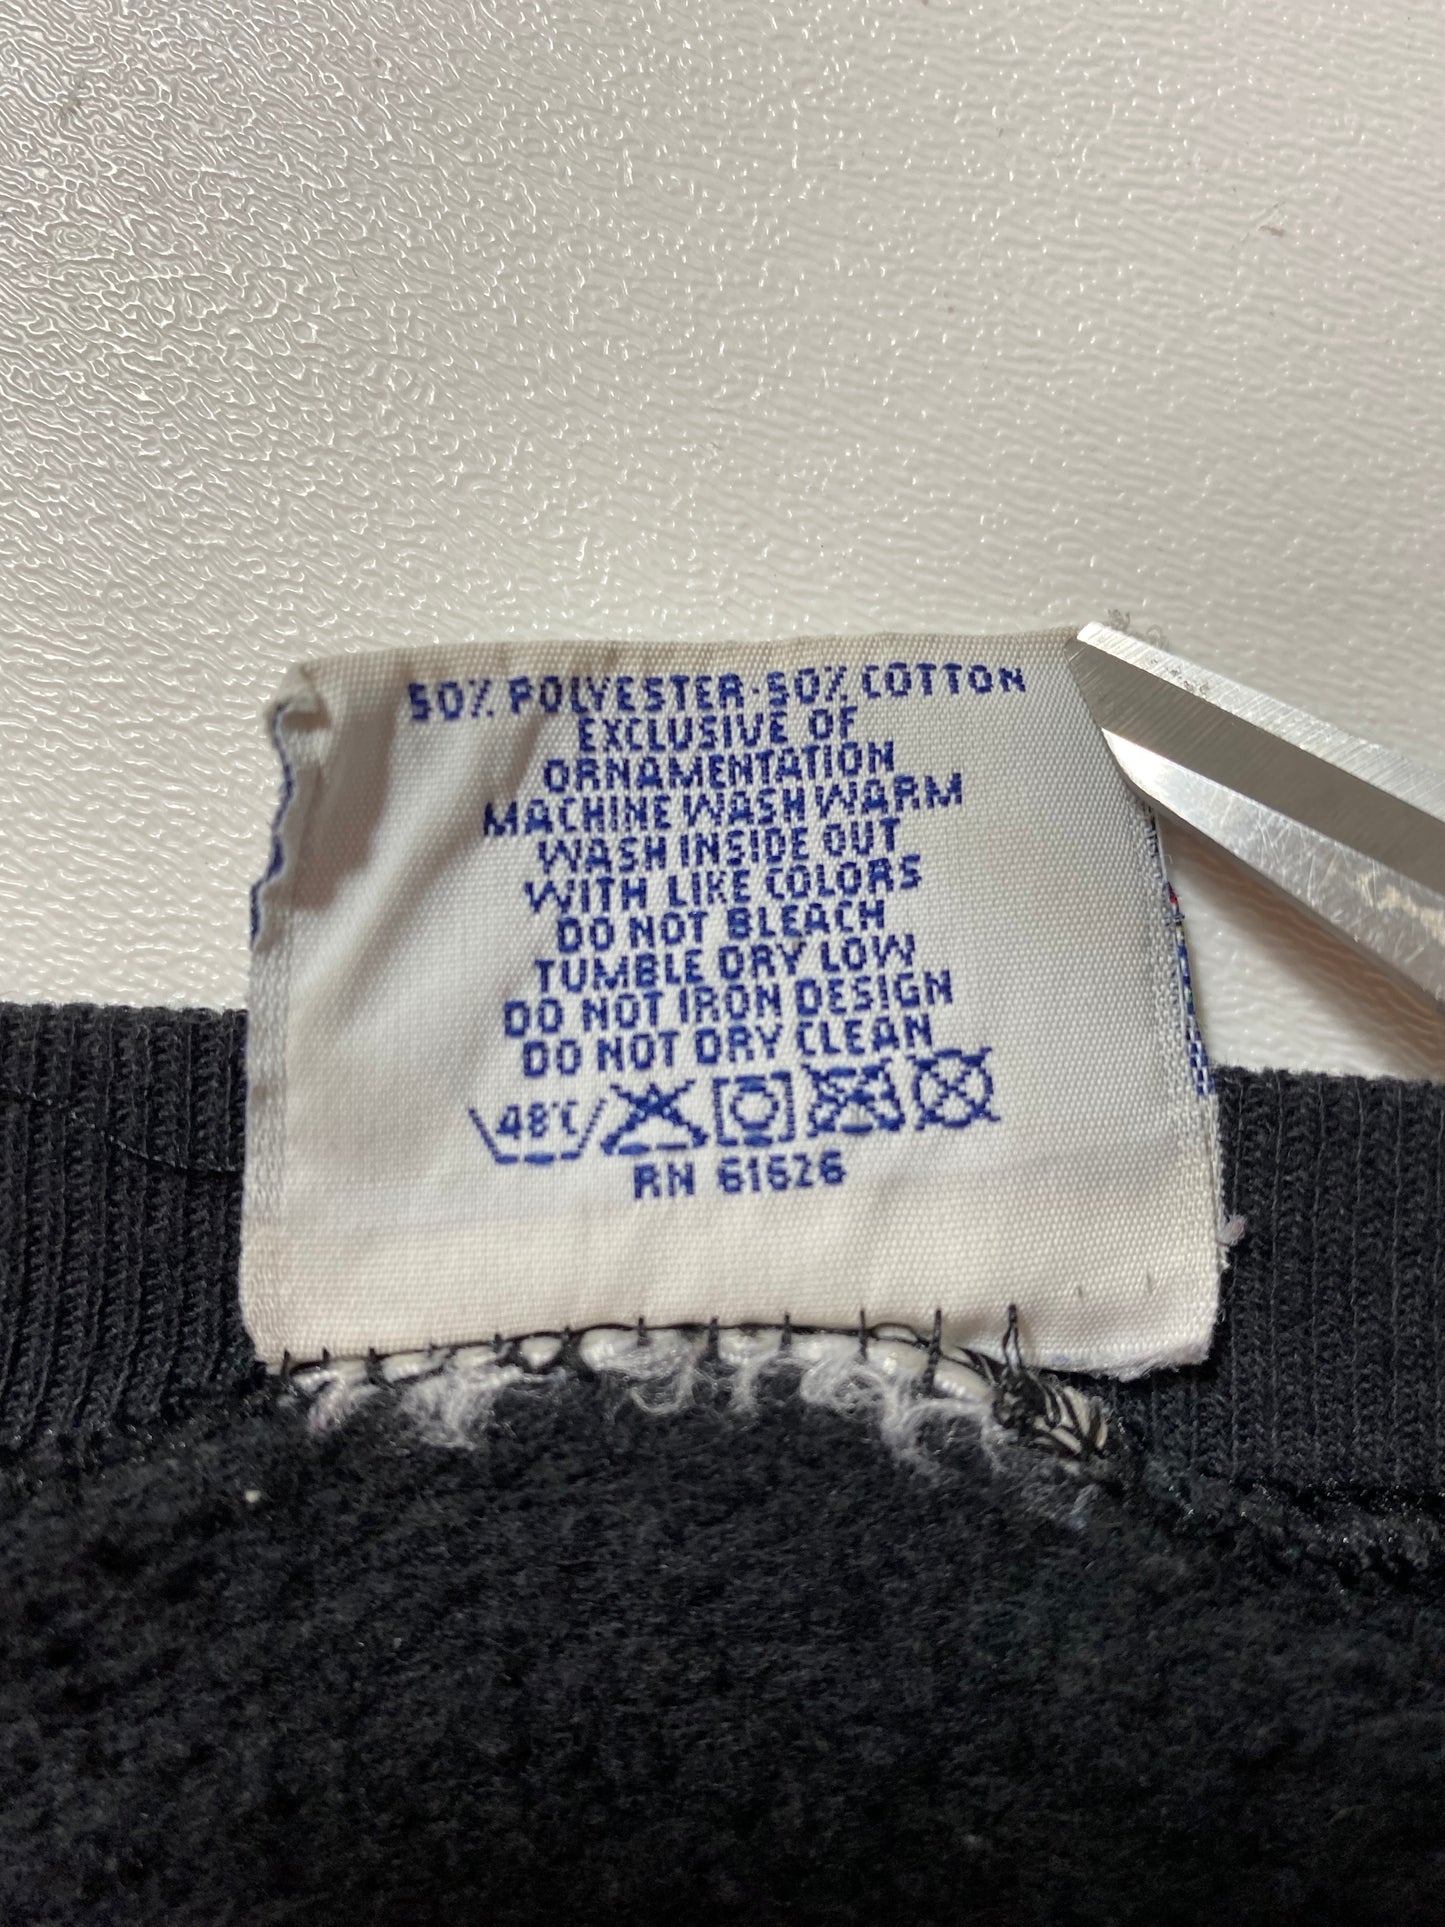 50% POLYESTER·50% COTTON
EXCLUSIVE OF
ORNAMENTATION
MACHINE WASH WARM
WASH INSIDE OUT
WITH LIKE COLORS
DO NOT BLEACH
TUMBLE DRY LOW
DO NOT IRON DESIGN
DO NOT DRY CLEAN
48°C
RN 61626